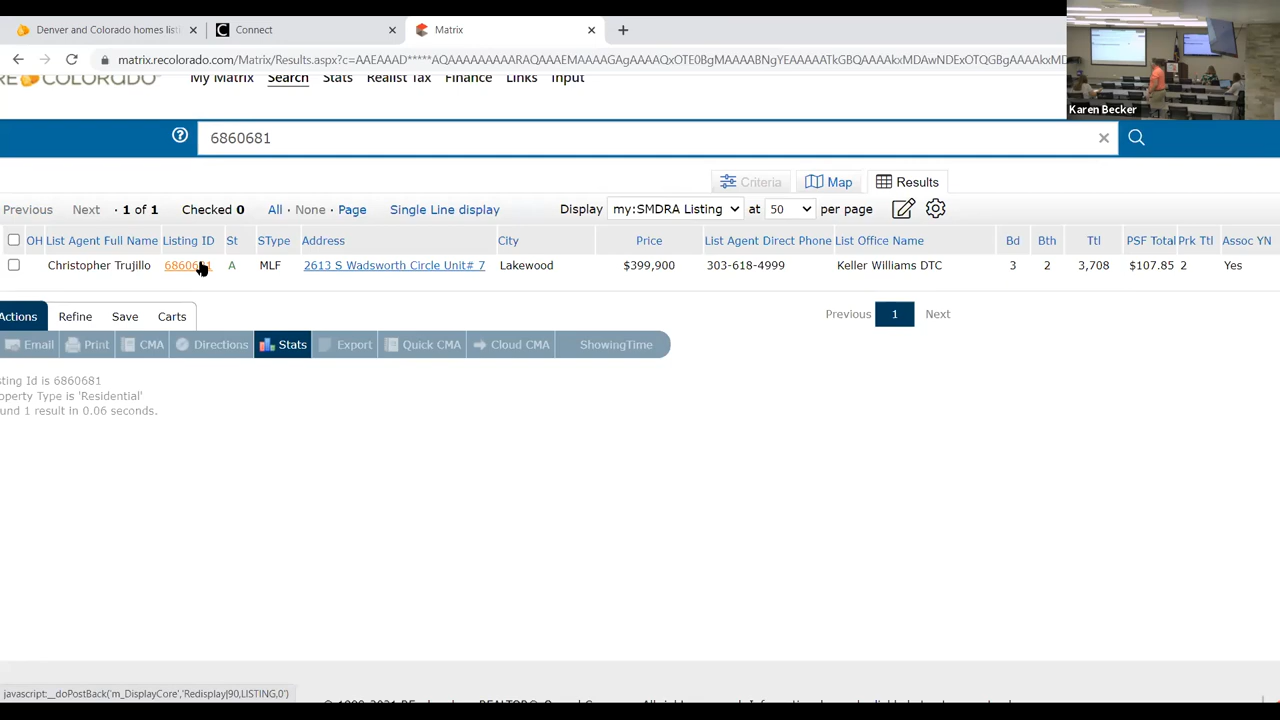 Denver and Colorado homes list
Connect
Matrix
matrix.recolorado.com/Matrix/Results.aspx?c=
Karen Becker
RE COLORADO
My Matrix Search Stats Realist Tax Finance Links Input
6860681
Criteria Map Results
Previous Next · 1 of 1 Checked 0 All · None · Page Single Line display Display my:SMDRA Listing at 50 per page
OH List Agent Full Name Listing ID St SType Address City Price List Agent Direct Phone List Office Name Bd Bth Ttl PSF Total Prk Ttl Assoc YN
Christopher Trujillo 6860681 A MLF 2613 S Wadsworth Circle Unit# 7 Lakewood $399,900 303-618-4999 Keller Williams DTC 3 2 3,708 $107.85 2 Yes
Actions Refine Save Carts Previous 1 Next
Email Print CMA Directions Stats Export Quick CMA Cloud CMA ShowingTime
sting Id is 6860681
operty Type is 'Residential'
und 1 result in 0.06 seconds.
javascript:__doPostBack('m_DisplayCore','Redisplay|90,LISTING,0')